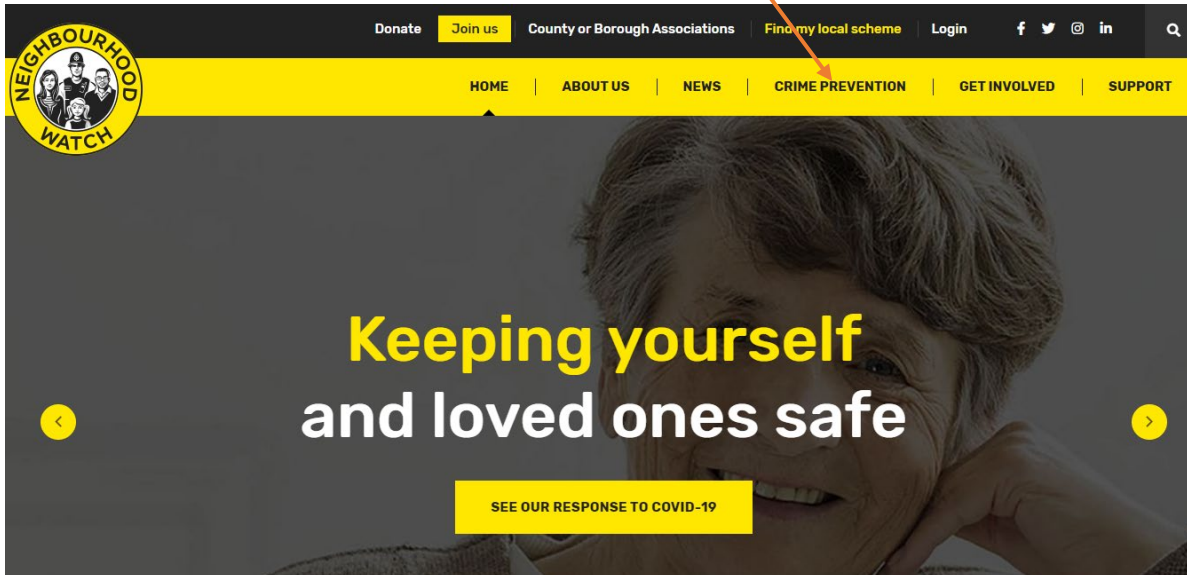 NEIGHBOURHOOD
WATCH
Donate Join us County or Borough Associations Find my local scheme Login
HOME ABOUT US NEWS CRIME PREVENTION GET INVOLVED SUPPORT
Keeping yourself
and loved ones safe
SEE OUR RESPONSE TO COVID-19